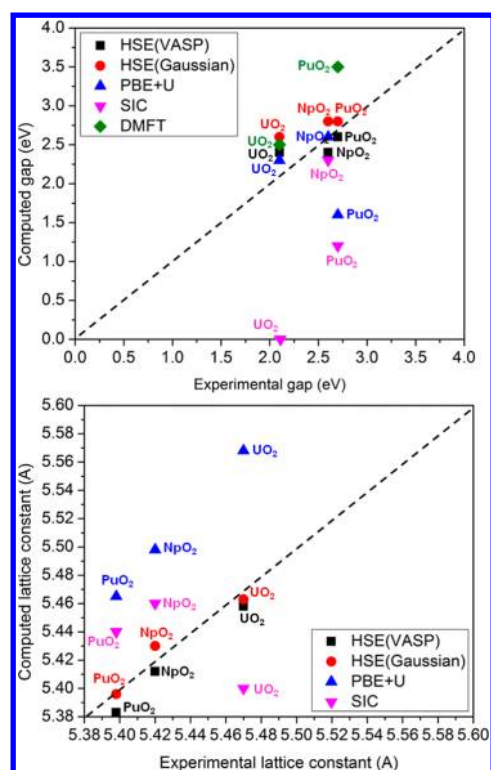 4.0
3.5
3.0
2.5
2.0
1.5
1.0
0.5
0.0
Computed gap (eV)
HSE(VASP)
HSE(Gaussian)
PBE+U
SIC
DMFT
PuO2
NpO2 PuO2
UO2
UO2
UO2
UO2
NpO2
PuO2
NpO2
NpO2
PuO2
PuO2
UO2
0.0 0.5 1.0 1.5 2.0 2.5 3.0 3.5 4.0
Experimental gap (eV)
5.60
5.58
5.56
5.54
5.52
5.50
5.48
5.46
5.44
5.42
5.40
5.38
Computed lattice constant (A)
UO2
NpO2
PuO2
NpO2
UO2
UO2
PuO2
NpO2
NpO2
PuO2
UO2
PuO2
HSE(VASP)
HSE(Gaussian)
PBE+U
SIC
5.38 5.40 5.42 5.44 5.46 5.48 5.50 5.52 5.54 5.56 5.58 5.60
Experimental lattice constant (A)